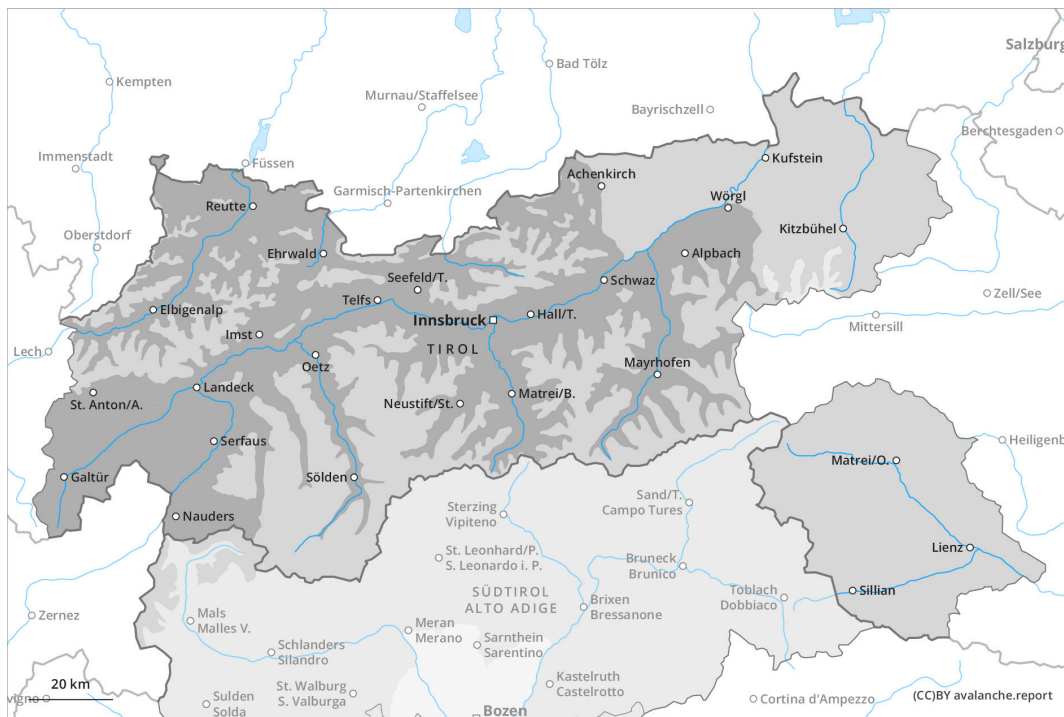 Salzburg
Kempten
Bad Tölz
Murnau/Staffelsee
Bayrischzell
Berchtesgaden
Immenstadt
Füssen
Kufstein
Achenkirch
Garmisch-Partenkirchen
Reutte
Wörgl
Kitzbühel
Oberstdorf
Ehrwald
Alpbach
Seefeld/T.
Schwaz
Zell/See
Telfs
Elbigenalp
Innsbruck
Hall/T.
Mittersill
Imst
TIROL
Lech
Oetz
Mayrhofen
Landeck
St. Anton/A.
Neustift/St.
Matrei/B.
Serfaus
Heiligenb
Matrei/O.
Galtür
Sölden
Sand/T.
Campo Tures
Sterzing
Vipiteno
Nauders
Lienz
St. Leonhard/P.
S. Leonardo i. P.
Bruneck
Brunico
SÜDTIROL
ALTO ADIGE
Sillian
Toblach
Dobbiaco
Brixen
Bressanone
Zernez
Mals
Malles V.
Meran
Merano
Sarnthein
Sarentino
Schlanders
Silandro
20 km
vigno
St. Walburg
S. Valburga
Kastelruth
Castelrotto
Sulden
Solda
Cortina d'Ampezzo
(CC)BY avalanche.report
Bozen